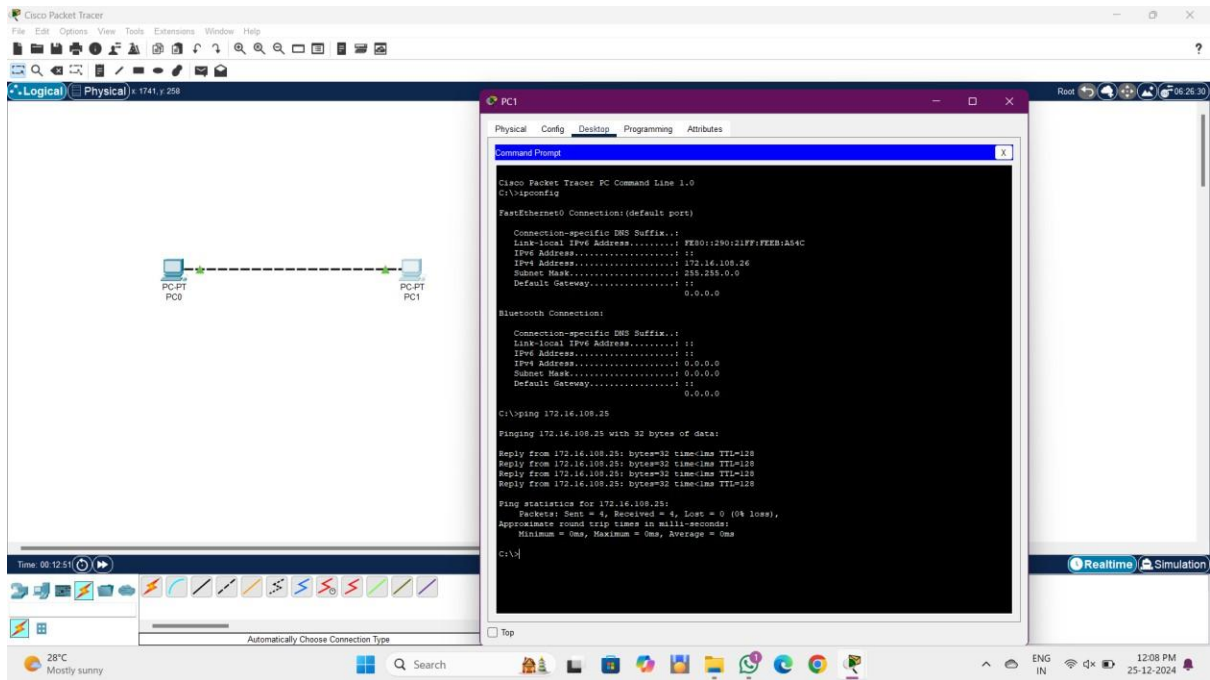 Cisco Packet Tracer
File Edit Options View Tools Extensions Window Help
?
Logical Physical x: 1741, y: 258
Root 06:26:30
PC-PT
PC0
PC-PT
PC1
PC1
Physical Config Desktop Programming Attributes
Command Prompt X
Cisco Packet Tracer PC Command Line 1.0
C:\>ipconfig
FastEthernet0 Connection:(default port)
Connection-specific DNS Suffix..:
Link-local IPv6 Address.........: FE80::290:21FF:FEEB:A54C
IPv6 Address....................: ::
IPv4 Address....................: 172.16.108.26
Subnet Mask.....................: 255.255.0.0
Default Gateway.................: ::
0.0.0.0
Bluetooth Connection:
Connection-specific DNS Suffix..:
Link-local IPv6 Address.........: ::
IPv6 Address....................: ::
IPv4 Address....................: 0.0.0.0
Subnet Mask.....................: 0.0.0.0
Default Gateway.................: ::
0.0.0.0
C:\>ping 172.16.108.25
Pinging 172.16.108.25 with 32 bytes of data:
Reply from 172.16.108.25: bytes=32 time<1ms TTL=128
Reply from 172.16.108.25: bytes=32 time<1ms TTL=128
Reply from 172.16.108.25: bytes=32 time<1ms TTL=128
Reply from 172.16.108.25: bytes=32 time<1ms TTL=128
Ping statistics for 172.16.108.25:
Packets: Sent = 4, Received = 4, Lost = 0 (0% loss),
Approximate round trip times in milli-seconds:
Minimum = 0ms, Maximum = 0ms, Average = 0ms
C:\>
Top
Time: 00:12:51
Realtime Simulation
Automatically Choose Connection Type
28°C
Mostly sunny
Search
ENG
IN
12:08 PM
25-12-2024